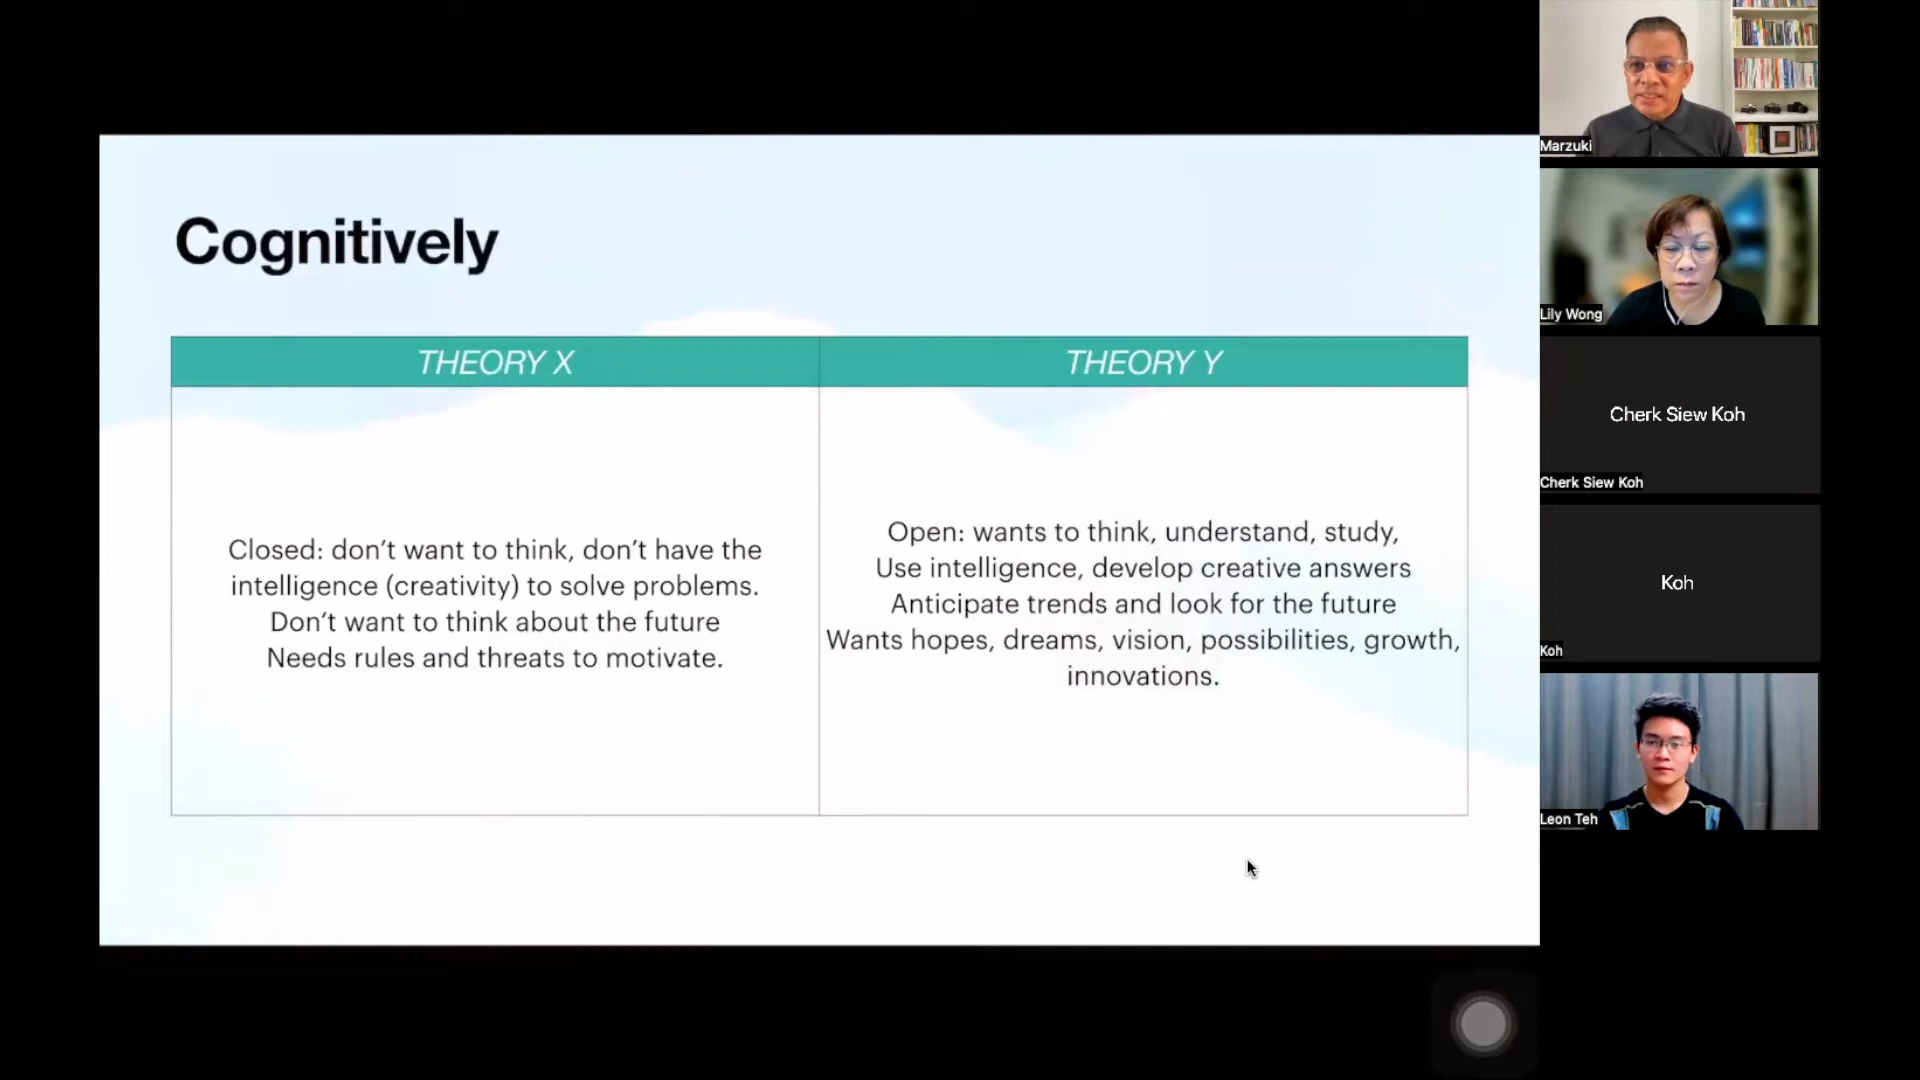 Cognitively
THEORY X
THEORY Y
Closed: don’t want to think, don’t have the
intelligence (creativity) to solve problems.
Don’t want to think about the future
Needs rules and threats to motivate.
Open: wants to think, understand, study,
Use intelligence, develop creative answers
Anticipate trends and look for the future
Wants hopes, dreams, vision, possibilities, growth,
innovations.
Marzuki
Lily Wong
Cherk Siew Koh
Cherk Siew Koh
Koh
Koh
Leon Teh